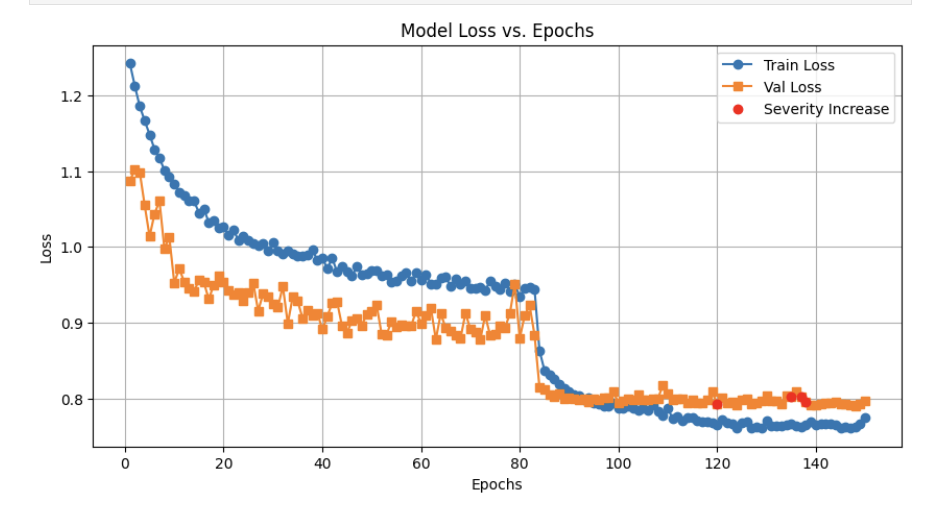 Model Loss vs. Epochs
Train Loss
Val Loss
Severity Increase
1.2
1.1
1.0
0.9
0.8
Loss
0 20 40 60 80 100 120 140
Epochs